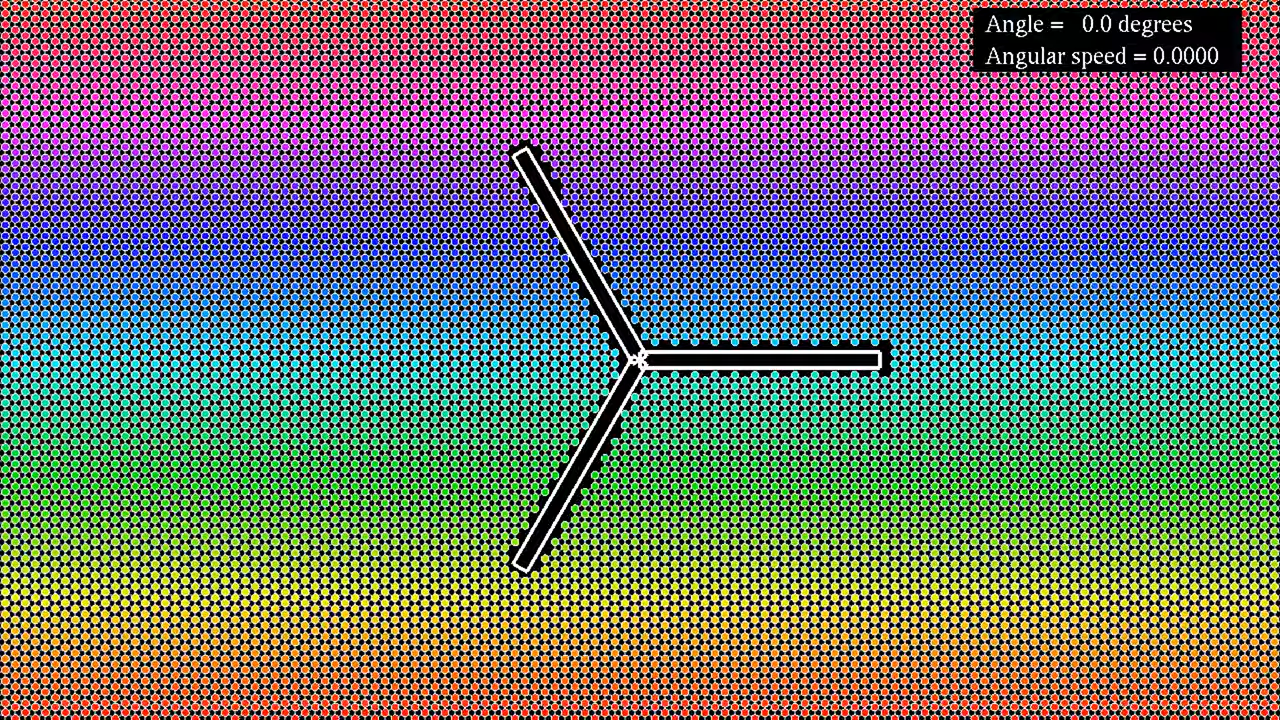 Angle = 0.0 degrees
Angular speed = 0.0000